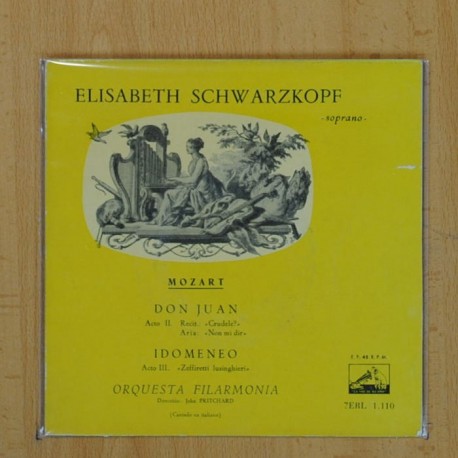 ELISABETH SCHWARZKOPF
-soprano-
MOZART
DON JUAN
Acto II. Recit.: «Crudele?»
Aria: «Non mi dir»
IDOMENEO
Acto III. «Zeffiretti lusinghieri»
ORQUESTA FILARMONIA
Director: John PRITCHARD
(Cantado en italiano)
45 R.P.M.
7ERL 1.110